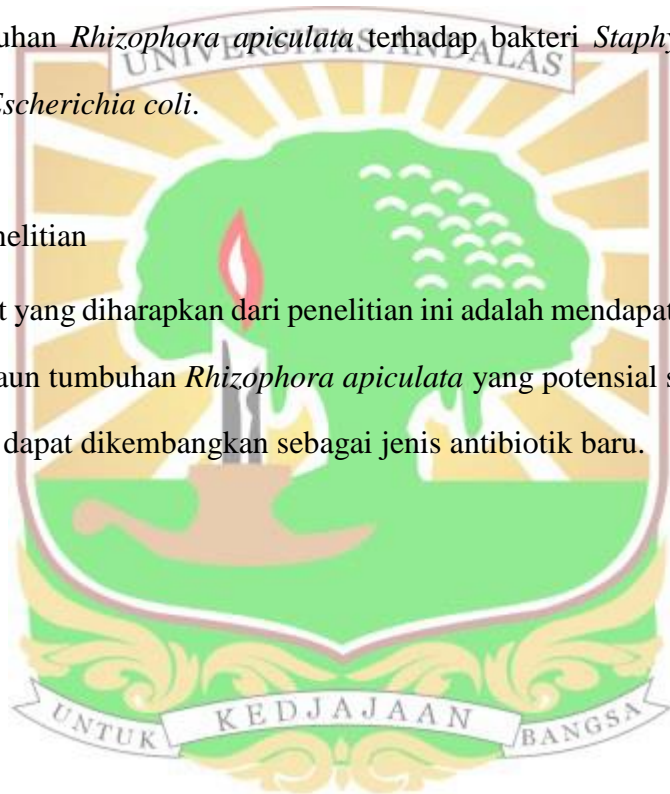 uhan Rhizophora apiculata terhadap bakteri Staphy
UNIVERSITAS ANDALAS
Escherichia coli.
nelitian
t yang diharapkan dari penelitian ini adalah mendapat
aun tumbuhan Rhizophora apiculata yang potensial s
dapat dikembangkan sebagai jenis antibiotik baru.
UNTUK KEDJAJAAN BANGSA